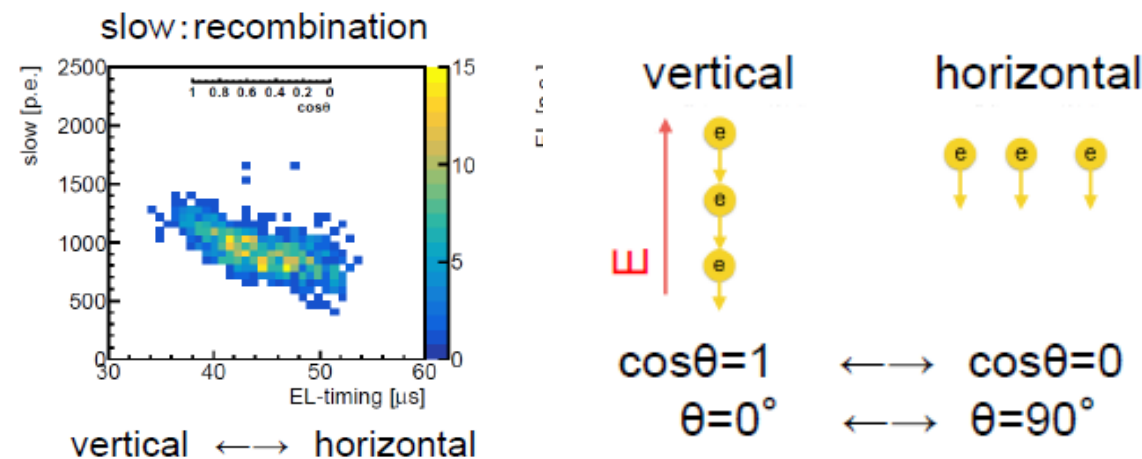 slow:recombination
slow [p.e.]
2500
2000
1500
1000
500
0
1 0.8 0.6 0.4 0.2 0
cosθ
15
10
5
0
30 40 50 60
EL-timing [μs]
vertical ←→ horizontal
vertical horizontal
e
e
e
e e e
E
cosθ=1 ←→ cosθ=0
θ=0° ←→ θ=90°